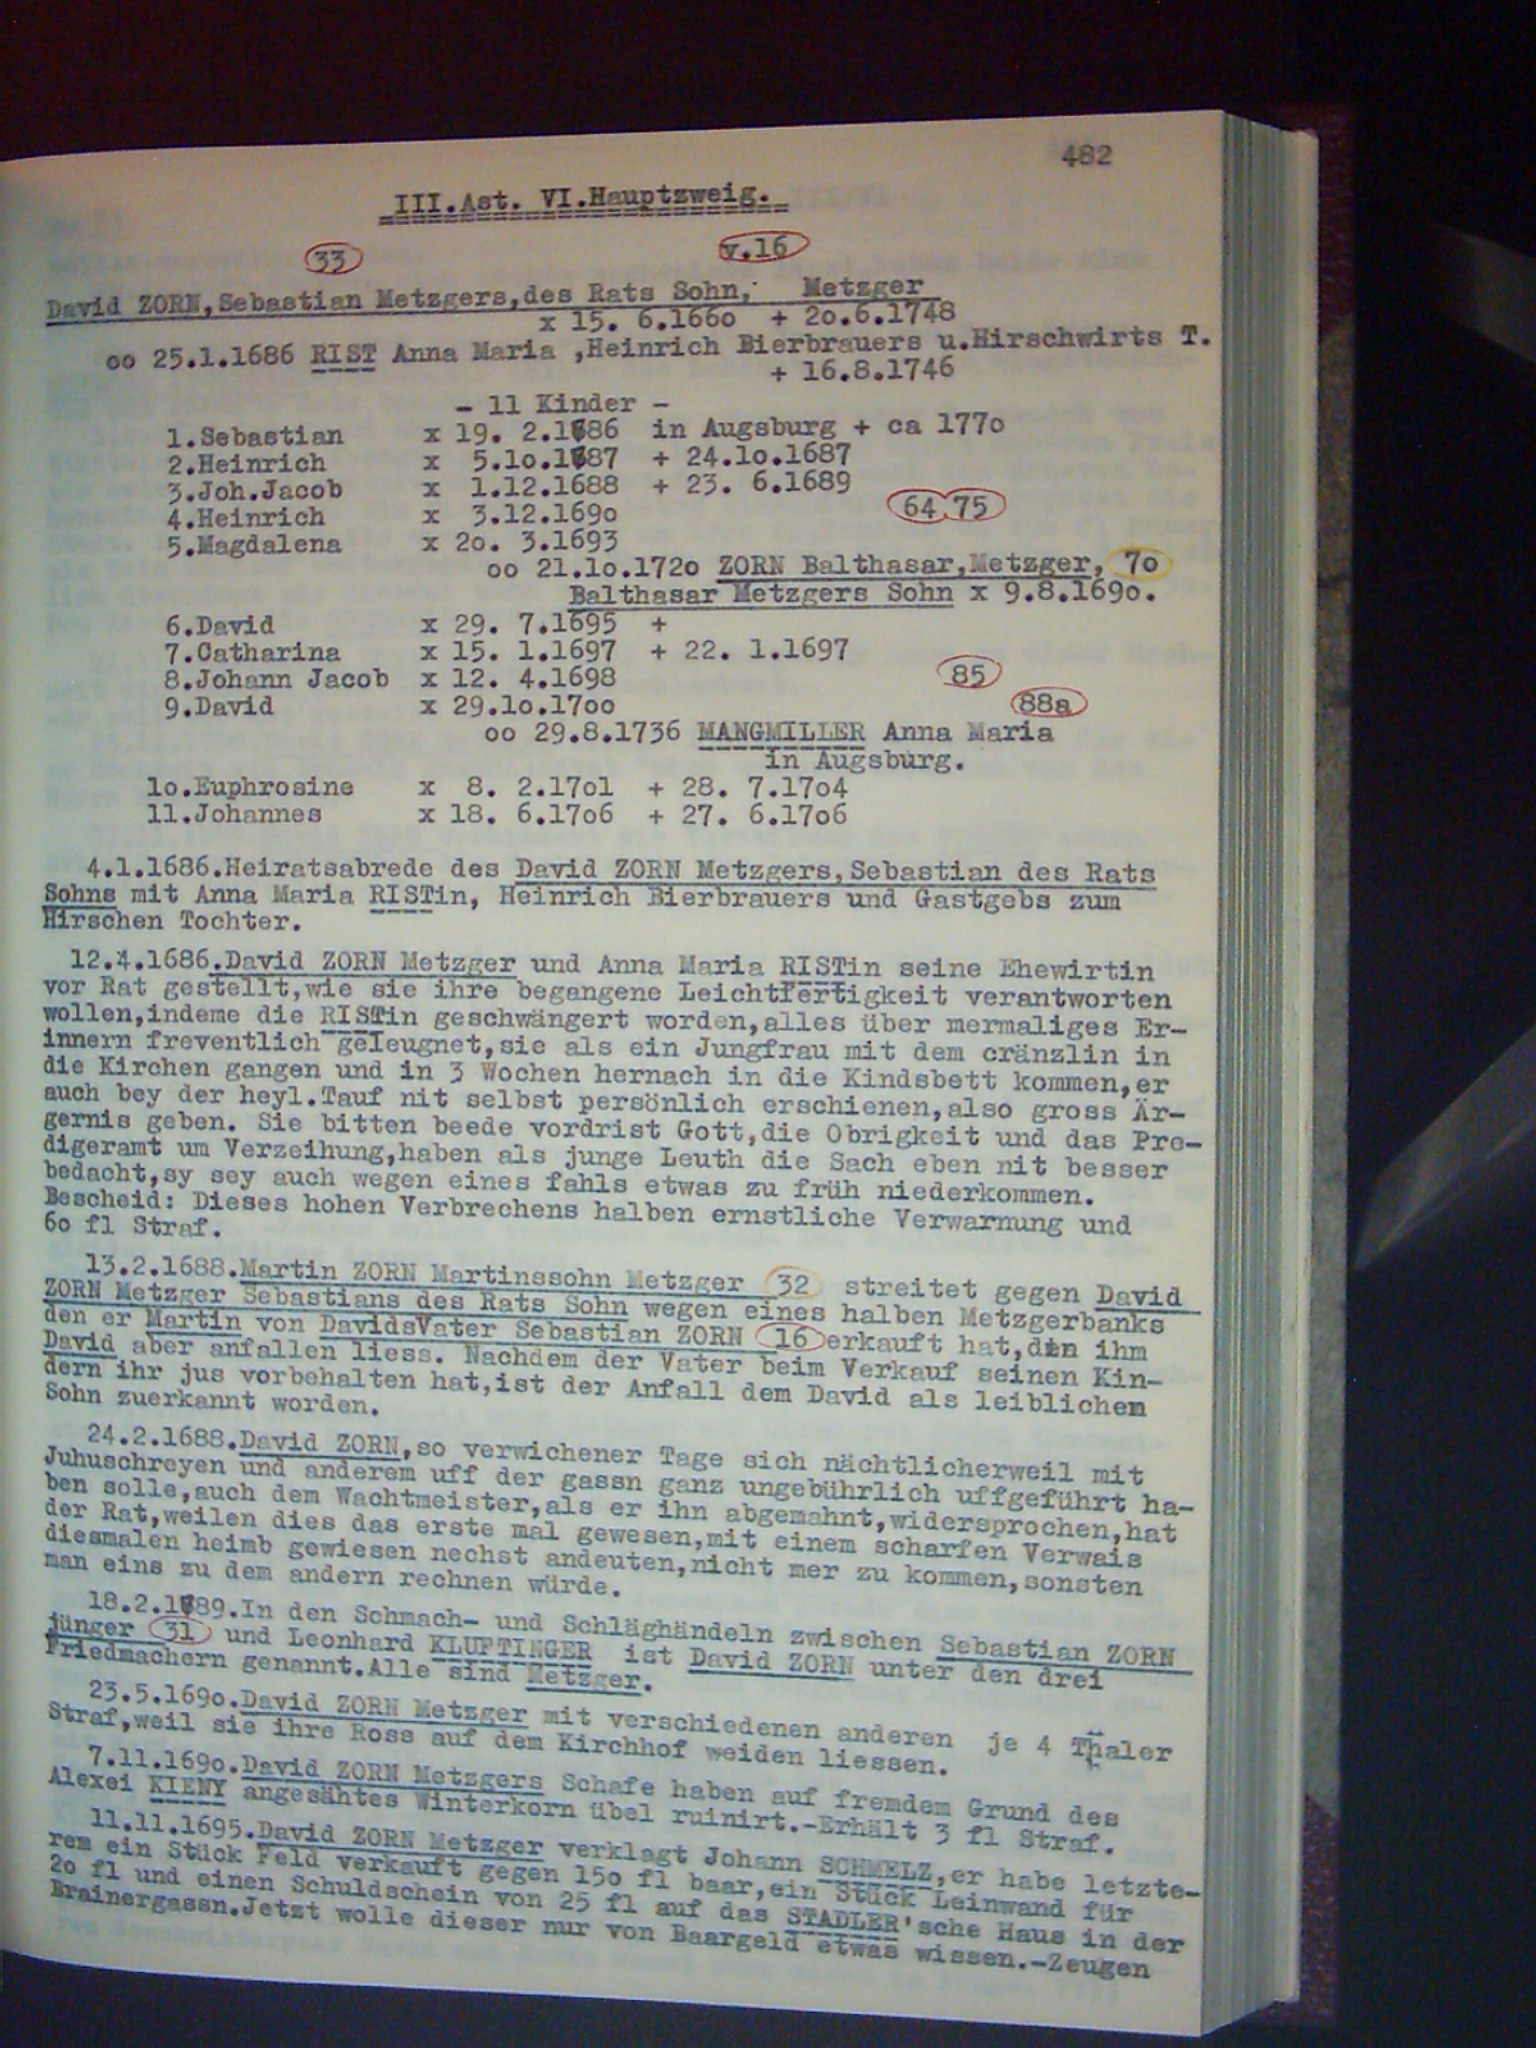 482
III.Ast. VI.Hauptzweig.
33 v.16
David ZORN,Sebastian Metzgers,des Rats Sohn, Metzger
x 15. 6.166o + 2o.6.1748
oo 25.1.1686 RIST Anna Maria ,Heinrich Bierbrauers u.Hirschwirts T.
+ 16.8.1746
- 11 Kinder -
1.Sebastian x 19. 2.1686 in Augsburg + ca 177o
2.Heinrich x 5.1o.1687 + 24.1o.1687
3.Joh.Jacob x 1.12.1688 + 23. 6.1689
4.Heinrich x 3.12.169o 64 75
5.Magdalena x 2o. 3.1693
oo 21.1o.172o ZORN Balthasar,Metzger, 7o
Balthasar Metzgers Sohn x 9.8.169o.
6.David x 29. 7.1695 +
7.Catharina x 15. 1.1697 + 22. 1.1697
8.Johann Jacob x 12. 4.1698 85
9.David x 29.1o.17oo 88a
oo 29.8.1736 MANGMILLER Anna Maria
in Augsburg.
1o.Euphrosine x 8. 2.17o1 + 28. 7.17o4
11.Johannes x 18. 6.17o6 + 27. 6.17o6
4.1.1686.Heiratsabrede des David ZORN Metzgers,Sebastian des Rats
Sohns mit Anna Maria RISTin, Heinrich Bierbrauers und Gastgebs zum
Hirschen Tochter.
12.4.1686.David ZORN Metzger und Anna Maria RISTin seine Ehewirtin
vor Rat gestellt,wie sie ihre begangene Leichtfertigkeit verantworten
wollen,indeme die RISTin geschwängert worden,alles über mermaliges Er-
innern freventlich geleugnet,sie als ein Jungfrau mit dem cränzlin in
die Kirchen gangen und in 3 Wochen hernach in die Kindsbett kommen,er
auch bey der heyl.Tauf nit selbst persönlich erschienen,also gross Är-
gernis geben. Sie bitten beede vordrist Gott,die Obrigkeit und das Pre-
digeramt um Verzeihung,haben als junge Leuth die Sach eben nit besser
bedacht,sy sey auch wegen eines fahls etwas zu früh niederkommen.
Bescheid: Dieses hohen Verbrechens halben ernstliche Verwarnung und
6o fl Straf.
13.2.1688.Martin ZORN Martinssohn Metzger 32 streitet gegen David
ZORN Metzger Sebastians des Rats Sohn wegen eines halben Metzgerbanks
den er Martin von DavidsVater Sebastian ZORN 16 erkauft hat,den ihm
David aber anfallen liess. Nachdem der Vater beim Verkauf seinen Kin-
dern ihr jus vorbehalten hat,ist der Anfall dem David als leiblichem
Sohn zuerkannt worden.
24.2.1688.David ZORN,so verwichener Tage sich nächtlicherweil mit
Juhuschreyen und anderem uff der gassn ganz ungebührlich uffgeführt ha-
ben solle,auch dem Wachtmeister,als er ihn abgemahnt,widersprochen,hat
der Rat,weilen dies das erste mal gewesen,mit einem scharfen Verwais
diesmalen heimb gewiesen nechst andeuten,nicht mer zu kommen,sonsten
man eins zu dem andern rechnen würde.
18.2.1689.In den Schmach- und Schläghändeln zwischen Sebastian ZORN
jünger 31 und Leonhard KLUFTINGER ist David ZORN unter den drei
Friedmachern genannt.Alle sind Metzger.
23.5.169o.David ZORN Metzger mit verschiedenen anderen je 4 Thaler
Straf,weil sie ihre Ross auf dem Kirchhof weiden liessen.
7.11.169o.David ZORN Metzgers Schafe haben auf fremdem Grund des
Alexei KIENY angesähtes Winterkorn übel ruinirt.-Erhält 3 fl Straf.
11.11.1695.David ZORN Metzger verklagt Johann SCHMELZ,er habe letzte-
rem ein Stück Feld verkauft gegen 15o fl baar,ein Stück Leinwand für
2o fl und einen Schuldschein von 25 fl auf das STADLER'sche Haus in der
Brainergassn.Jetzt wolle dieser nur von Baargeld etwas wissen.-Zeugen